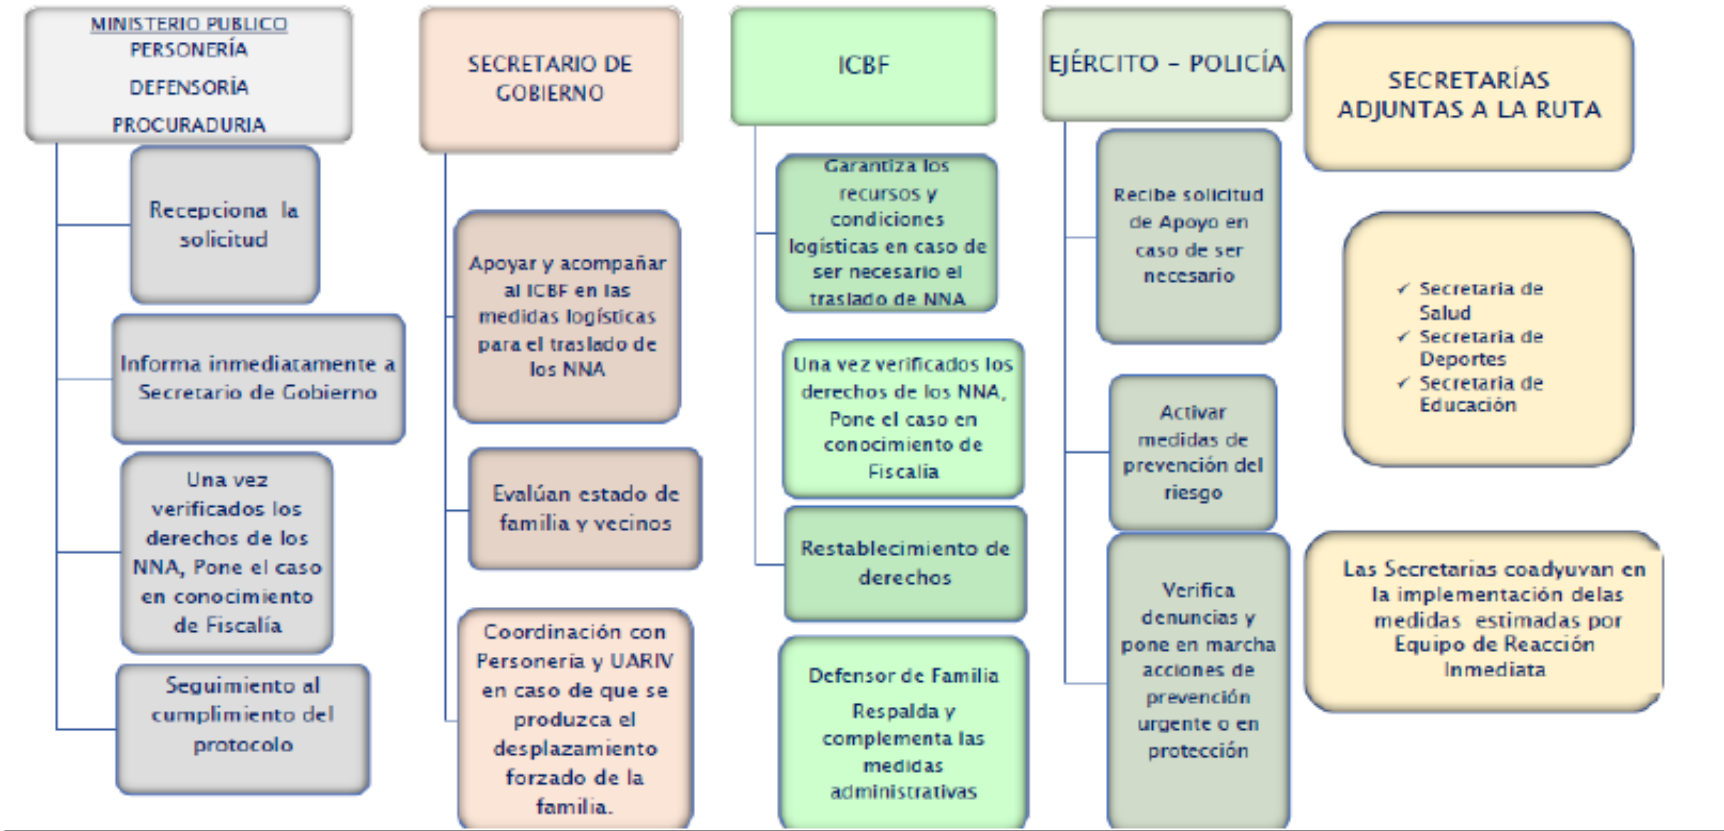 MINISTERIO PUBLICO
PERSONERÍA
DEFENSORÍA
PROCURADURIA
Recepciona la
solicitud
Informa inmediatamente a
Secretario de Gobierno
Una vez
verificados los
derechos de los
NNA, Pone el caso
en conocimiento
de Fiscalía
Seguimiento al
cumplimiento del
protocolo
SECRETARIO DE
GOBIERNO
Apoyar y acompañar
al ICBF en las
medidas logísticas
para el traslado de
los NNA
Evalúan estado de
familia y vecinos
Coordinación con
Personería y UARIV
en caso de que se
produzca el
desplazamiento
forzado de la
familia.
ICBF
Garantiza los
recursos y
condiciones
logísticas en caso de
ser necesario el
traslado de NNA
Una vez verificados los
derechos de los NNA,
Pone el caso en
conocimiento de
Fiscalía
Restablecimiento de
derechos
Defensor de Familia
Respalda y
complementa las
medidas
administrativas
EJÉRCITO – POLICÍA
Recibe solicitud
de Apoyo en
caso de ser
necesario
Activar
medidas de
prevención del
riesgo
Verifica
denuncias y
pone en marcha
acciones de
prevención
urgente o en
protección
SECRETARÍAS
ADJUNTAS A LA RUTA
✓ Secretaria de
Salud
✓ Secretaria de
Deportes
✓ Secretaria de
Educación
Las Secretarias coadyuvan en
la implementación delas
medidas estimadas por
Equipo de Reacción
Inmediata